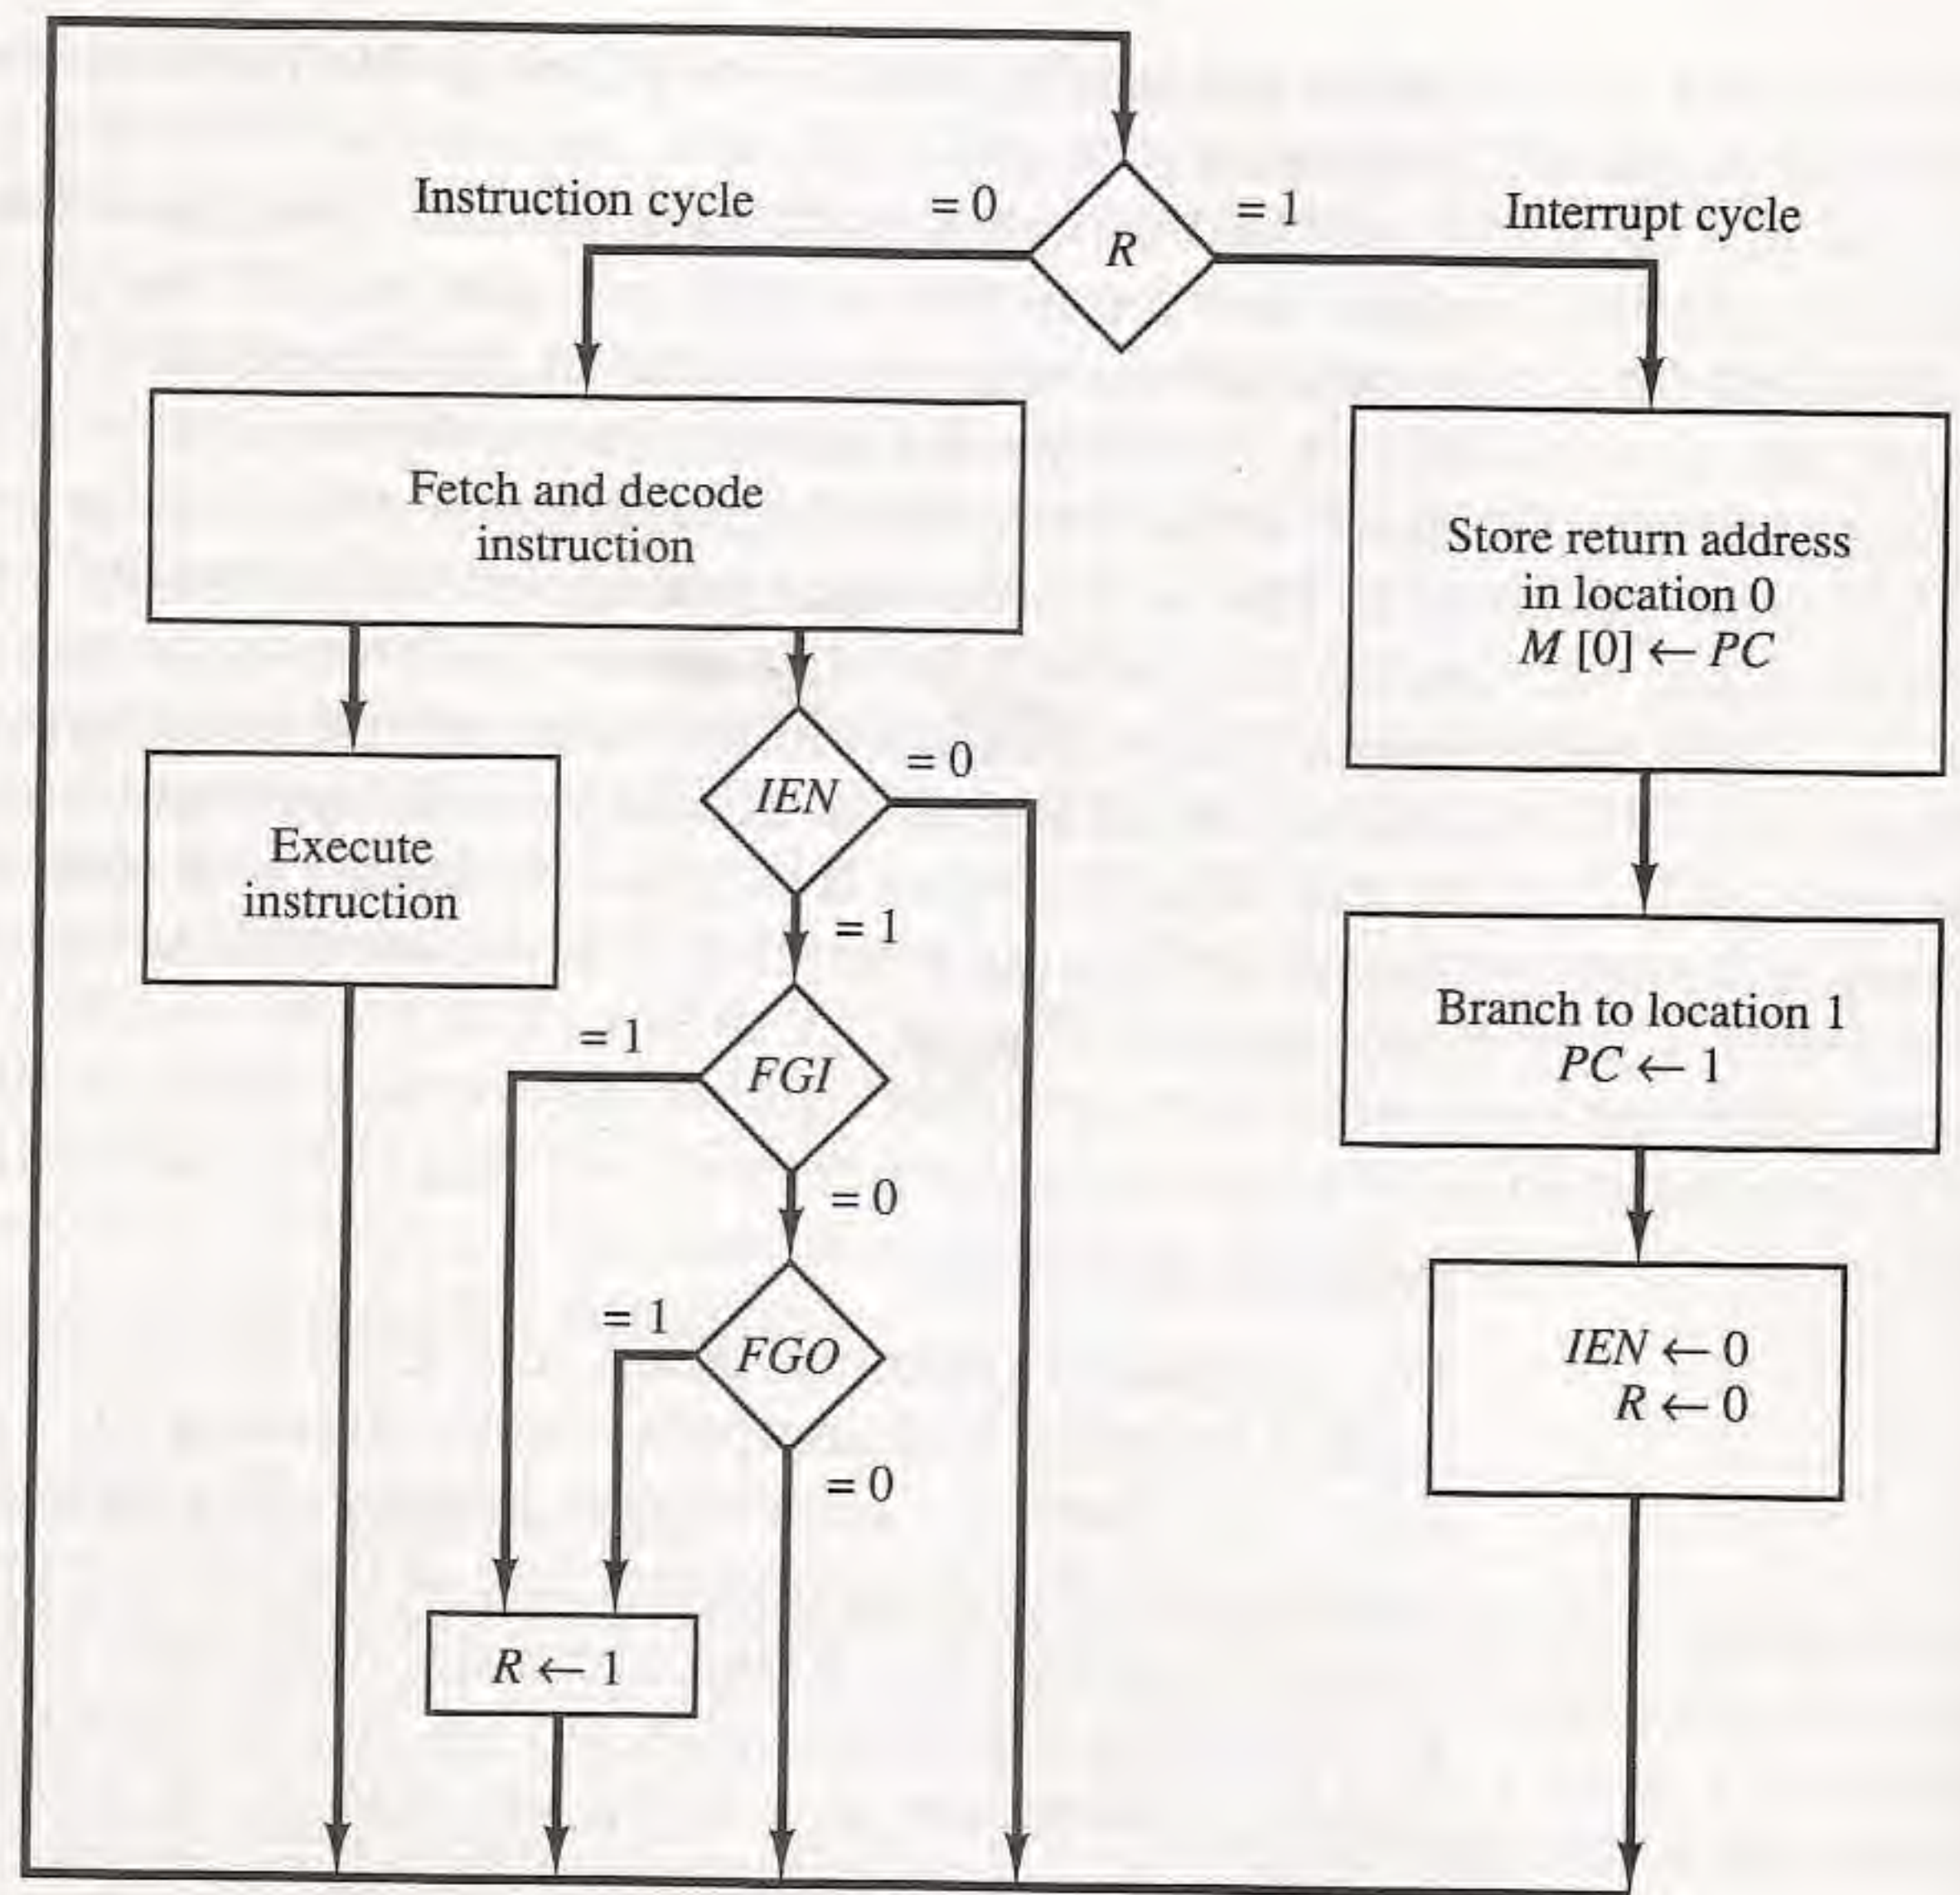 Instruction cycle
= 0
R
= 1
Interrupt cycle
Fetch and decode
instruction
Store return address
in location 0
M [0] ← PC
Execute
instruction
IEN
= 0
= 1
Branch to location 1
PC ← 1
= 1
FGI
= 0
= 1
FGO
= 0
IEN ← 0
R ← 0
R ← 1